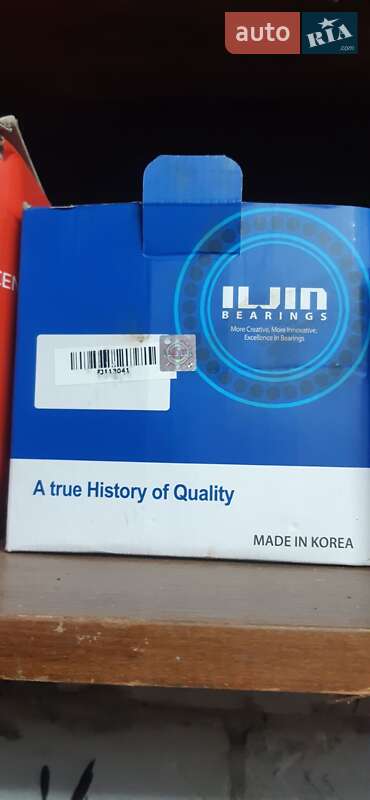 auto RIA
.com
CEN
ILJIN
BEARINGS
More Creative, More Innovative,
Excellence in Bearings
A true History of Quality
MADE IN KOREA